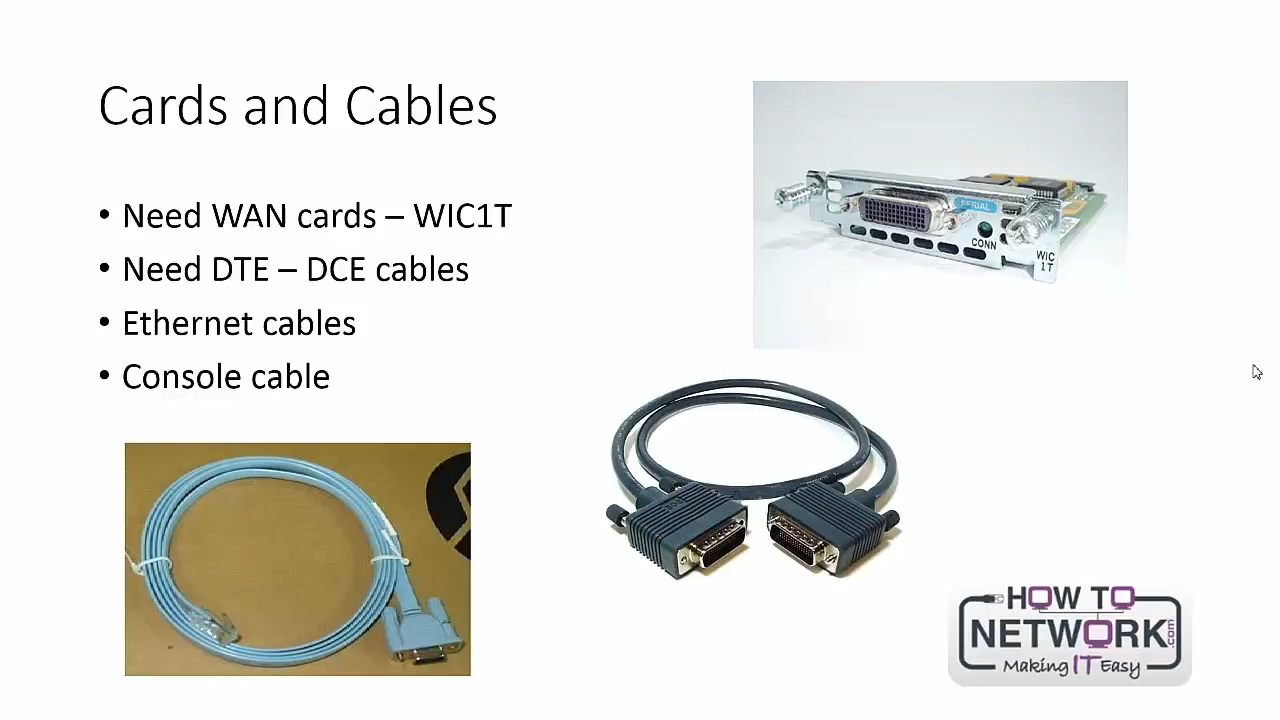 Cards and Cables
• Need WAN cards – WIC1T
• Need DTE – DCE cables
• Ethernet cables
• Console cable
SERIAL
CONN
WIC
1T
HOW TO
NETWORK.com
Making IT Easy